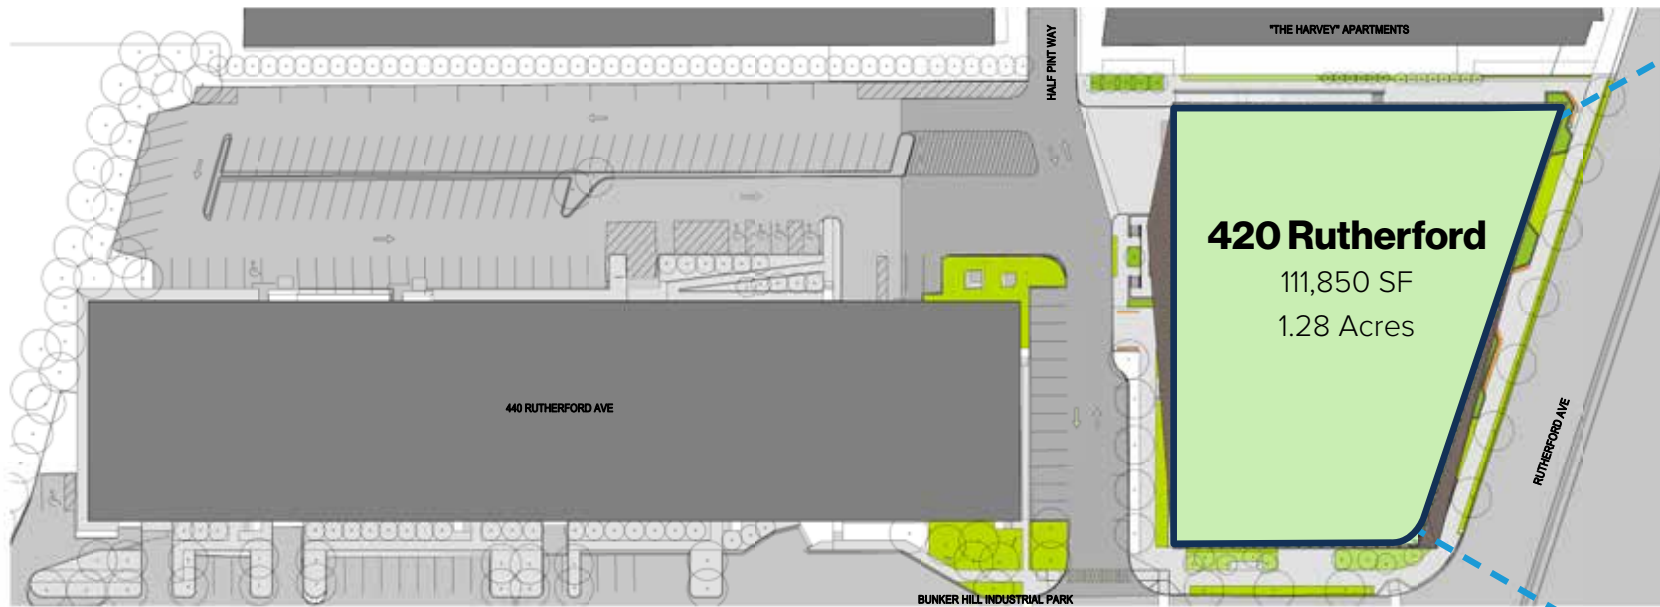 "THE HARVEY" APARTMENTS
HALF PINT WAY
420 Rutherford
111,850 SF
1.28 Acres
440 RUTHERFORD AVE
RUTHERFORD AVE
BUNKER HILL INDUSTRIAL PARK